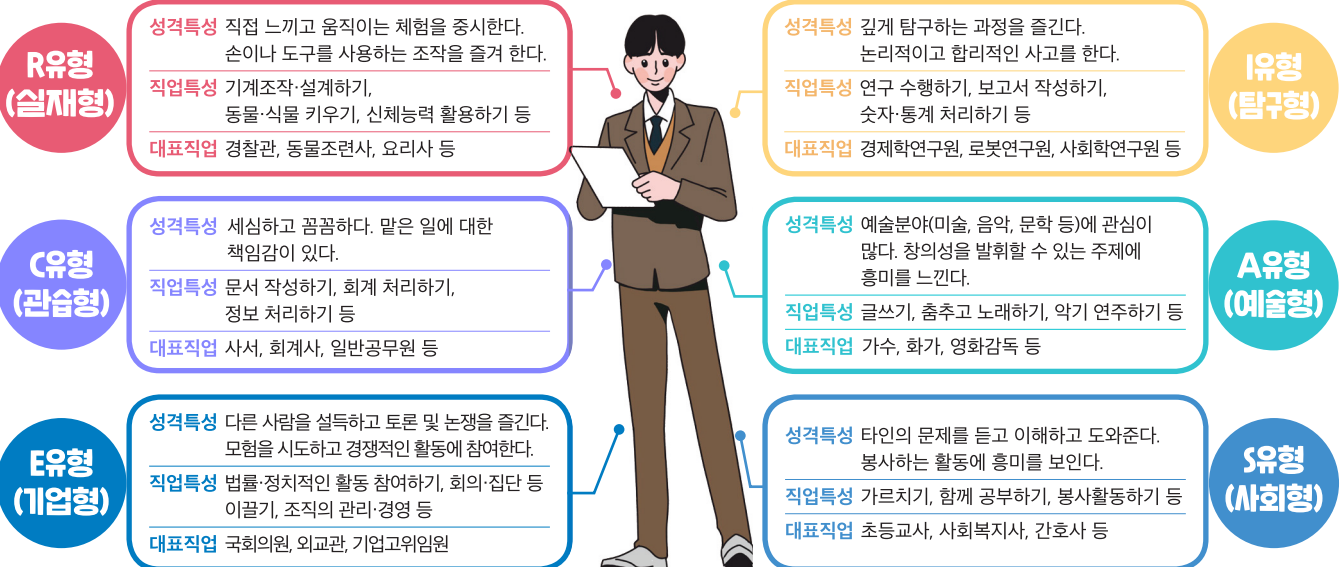 R유형
(실재형)
성격특성 직접 느끼고 움직이는 체험을 중시한다.
손이나 도구를 사용하는 조작을 즐겨 한다.
직업특성 기계조작·설계하기,
동물·식물 키우기, 신체능력 활용하기 등
대표직업 경찰관, 동물조련사, 요리사 등
I유형
(탐구형)
성격특성 깊게 탐구하는 과정을 즐긴다.
논리적이고 합리적인 사고를 한다.
직업특성 연구 수행하기, 보고서 작성하기,
숫자·통계 처리하기 등
대표직업 경제학연구원, 로봇연구원, 사회학연구원 등
C유형
(관습형)
성격특성 세심하고 꼼꼼하다. 맡은 일에 대한
책임감이 있다.
직업특성 문서 작성하기, 회계 처리하기,
정보 처리하기 등
대표직업 사서, 회계사, 일반공무원 등
A유형
(예술형)
성격특성 예술분야(미술, 음악, 문학 등)에 관심이
많다. 창의성을 발휘할 수 있는 주제에
흥미를 느낀다.
직업특성 글쓰기, 춤추고 노래하기, 악기 연주하기 등
대표직업 가수, 화가, 영화감독 등
E유형
(기업형)
성격특성 다른 사람을 설득하고 토론 및 논쟁을 즐긴다.
모험을 시도하고 경쟁적인 활동에 참여한다.
직업특성 법률·정치적인 활동 참여하기, 회의·집단 등
이끌기, 조직의 관리·경영 등
대표직업 국회의원, 외교관, 기업고위임원
S유형
(사회형)
성격특성 타인의 문제를 듣고 이해하고 도와준다.
봉사하는 활동에 흥미를 보인다.
직업특성 가르치기, 함께 공부하기, 봉사활동하기 등
대표직업 초등교사, 사회복지사, 간호사 등